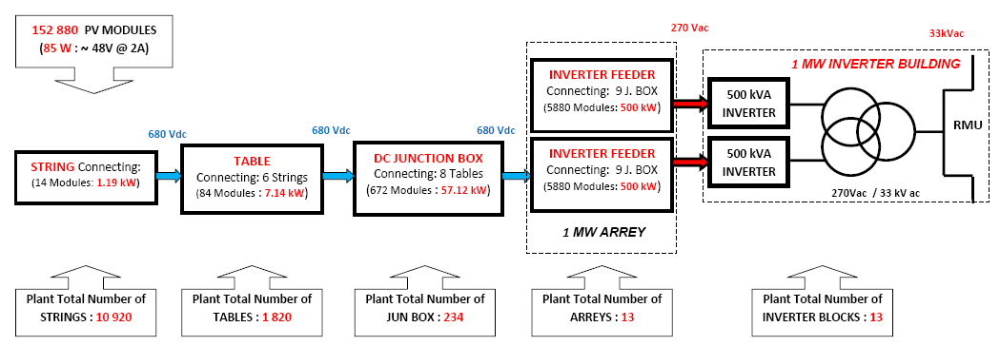 152 880 PV MODULES
(85 W : ~ 48V @ 2A)
270 Vac
33kVac
1 MW INVERTER BUILDING
INVERTER FEEDER
Connecting: 9 J. BOX
(5880 Modules: 500 kW)
500 kVA
INVERTER
RMU
680 Vdc
680 Vdc
680 Vdc
STRING Connecting:
(14 Modules: 1.19 kW)
TABLE
Connecting: 6 Strings
(84 Modules : 7.14 kW)
DC JUNCTION BOX
Connecting: 8 Tables
(672 Modules : 57.12 kW)
INVERTER FEEDER
Connecting: 9 J. BOX
(5880 Modules: 500 kW)
500 kVA
INVERTER
270Vac / 33 kV ac
1 MW ARREY
Plant Total Number of
STRINGS : 10 920
Plant Total Number of
TABLES : 1 820
Plant Total Number of
JUN BOX : 234
Plant Total Number of
ARREYS : 13
Plant Total Number of
INVERTER BLOCKS : 13